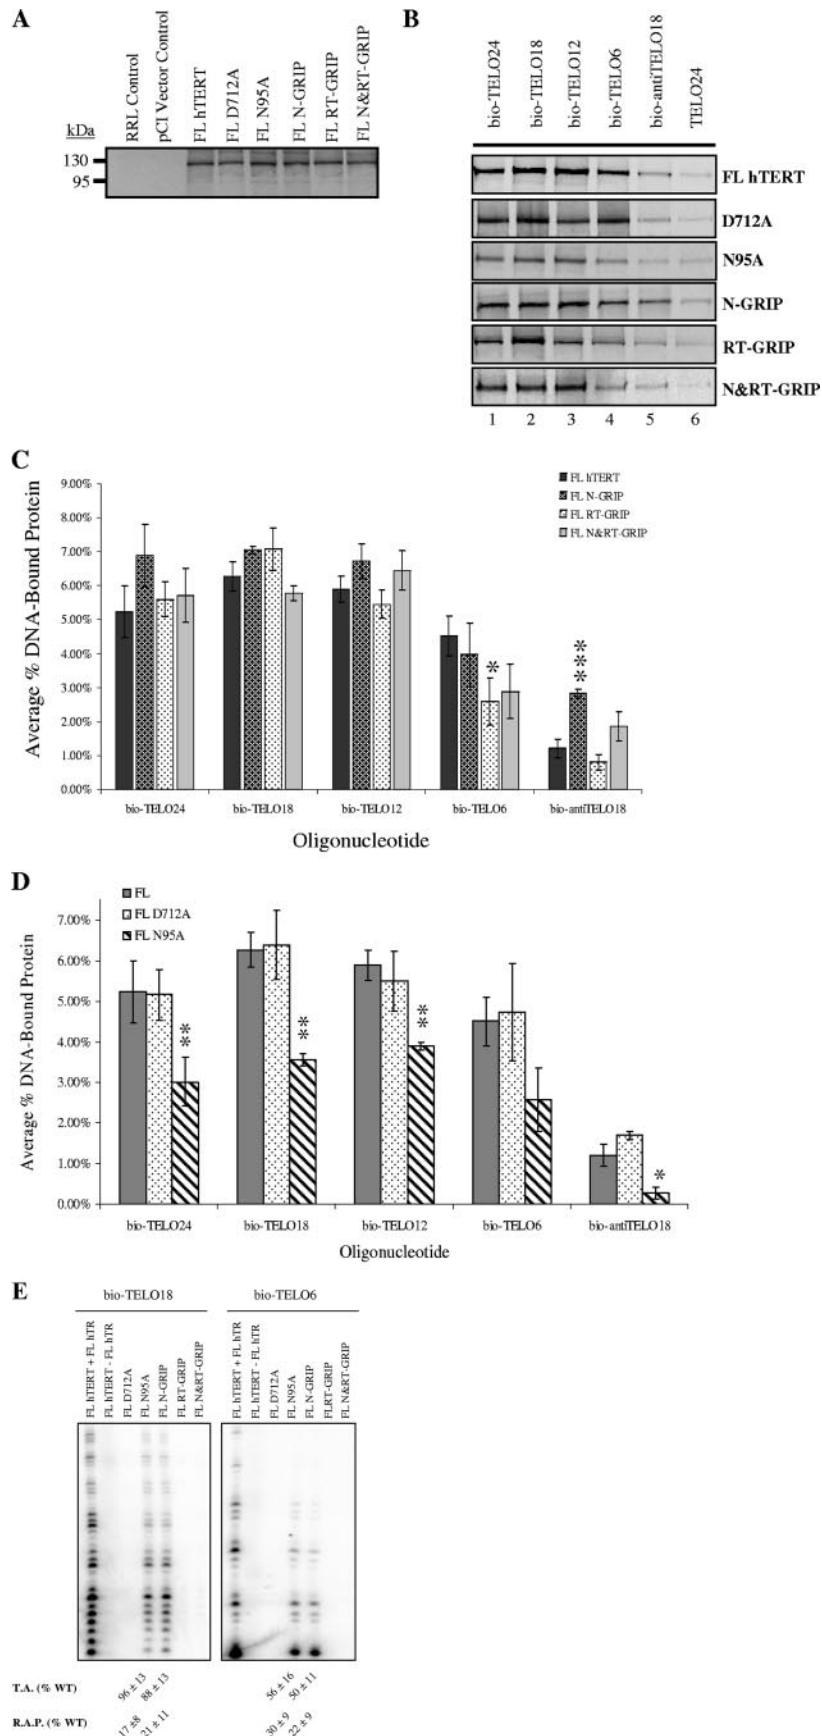 A
RRL Control
pCI Vector Control
FL hTERT
FL D712A
FL N95A
FL N-GRIP
FL RT-GRIP
FL N&RT-GRIP
kDa
130
95
B
bio-TELO24
bio-TELO18
bio-TELO12
bio-TELO6
bio-antiTELO18
TELO24
FL hTERT
D712A
N95A
N-GRIP
RT-GRIP
N&RT-GRIP
1 2 3 4 5 6
C
Average % DNA-Bound Protein
9.00%
8.00%
7.00%
6.00%
5.00%
4.00%
3.00%
2.00%
1.00%
0.00%
FL hTERT
FL N-GRIP
FL RT-GRIP
FL N&RT-GRIP
*
***
bio-TELO24 bio-TELO18 bio-TELO12 bio-TELO6 bio-antiTELO18
Oligonucleotide
D
Average % DNA-Bound Protein
FL
FL D712A
FL N95A
7.00%
6.00%
5.00%
4.00%
3.00%
2.00%
1.00%
0.00%
**
**
**
*
bio-TELO24 bio-TELO18 bio-TELO12 bio-TELO6 bio-antiTELO18
Oligonucleotide
E
bio-TELO18
FL hTERT + FL hTR
FL hTERT - FL hTR
FL D712A
FL N95A
FL N-GRIP
FL RT-GRIP
FL N&RT-GRIP
bio-TELO6
FL hTERT + FL hTR
FL hTERT - FL hTR
FL D712A
FL N95A
FL N-GRIP
FLRT-GRIP
FL N&RT-GRIP
T.A. (% WT) 96 ± 13 88 ± 13 56 ± 16 50 ± 11
R.A.P. (% WT) 17 ±8 21 ± 11 30 ± 9 22 ± 9